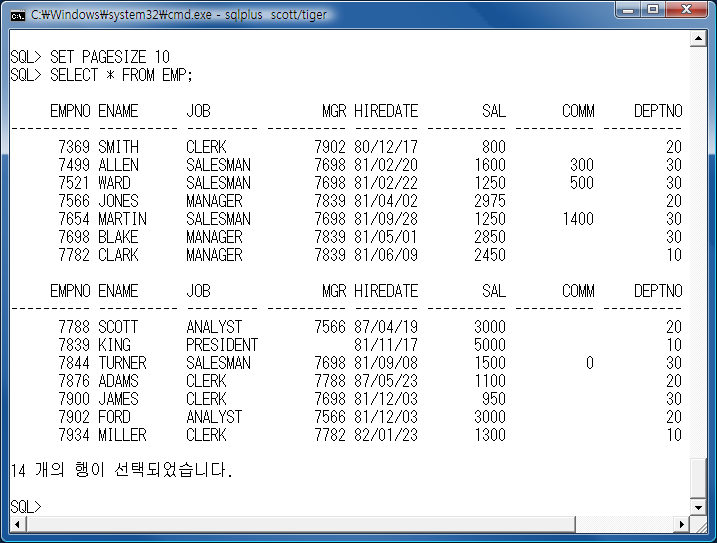 C:\Windows\system32\cmd.exe - sqlplus  scott/tiger
SQL> SET PAGESIZE 10
SQL> SELECT * FROM EMP;
     EMPNO ENAME      JOB              MGR HIREDATE        SAL       COMM     DEPTNO
---------- ---------- --------- ---------- -------- ---------- ---------- ----------
      7369 SMITH      CLERK           7902 80/12/17        800                    20
      7499 ALLEN      SALESMAN        7698 81/02/20       1600        300         30
      7521 WARD       SALESMAN        7698 81/02/22       1250        500         30
      7566 JONES      MANAGER         7839 81/04/02       2975                    20
      7654 MARTIN     SALESMAN        7698 81/09/28       1250       1400         30
      7698 BLAKE      MANAGER         7839 81/05/01       2850                    30
      7782 CLARK      MANAGER         7839 81/06/09       2450                    10
     EMPNO ENAME      JOB              MGR HIREDATE        SAL       COMM     DEPTNO
---------- ---------- --------- ---------- -------- ---------- ---------- ----------
      7788 SCOTT      ANALYST         7566 87/04/19       3000                    20
      7839 KING       PRESIDENT            81/11/17       5000                    10
      7844 TURNER     SALESMAN        7698 81/09/08       1500          0         30
      7876 ADAMS      CLERK           7788 87/05/23       1100                    20
      7900 JAMES      CLERK           7698 81/12/03        950                    30
      7902 FORD       ANALYST         7566 81/12/03       3000                    20
      7934 MILLER     CLERK           7782 82/01/23       1300                    10
14 개의 행이 선택되었습니다.
SQL>